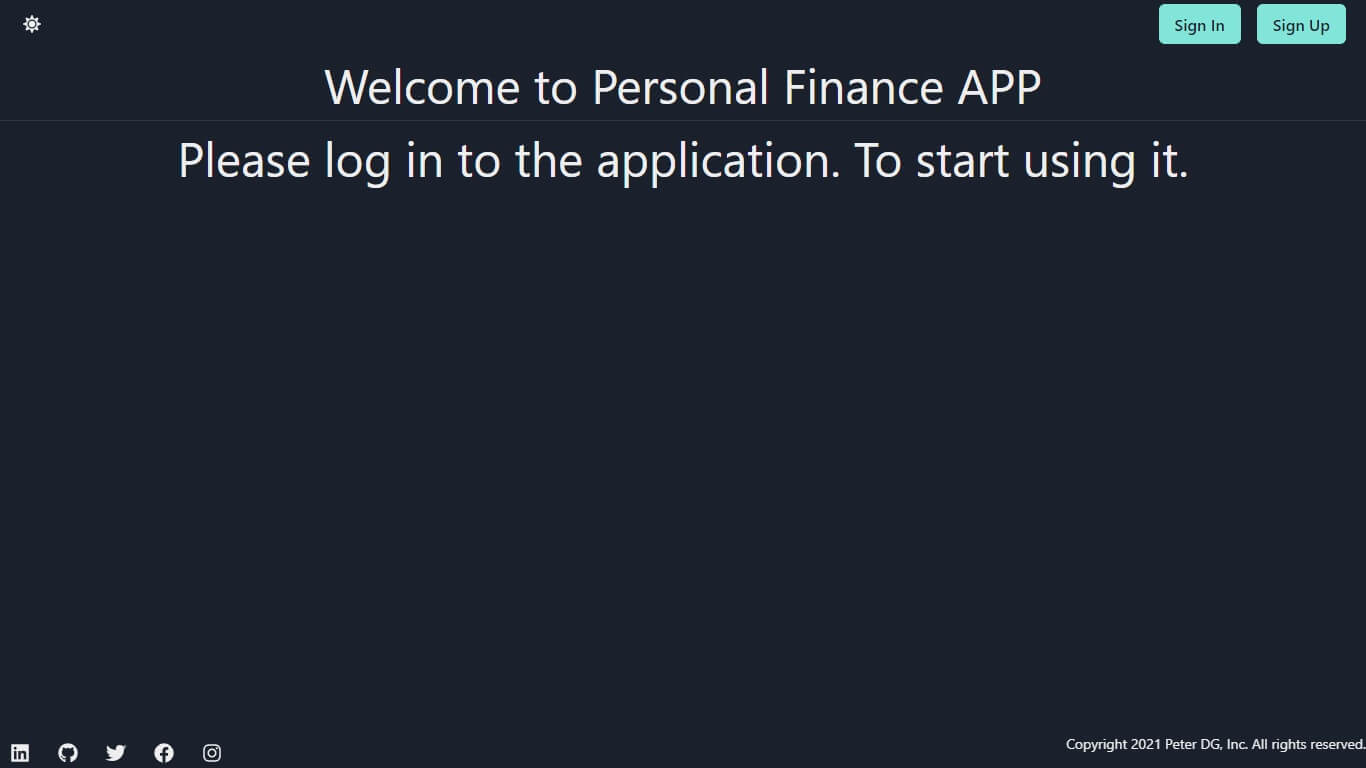 Sign In
Sign Up
Welcome to Personal Finance APP
Please log in to the application. To start using it.
Copyright 2021 Peter DG, Inc. All rights reserved.